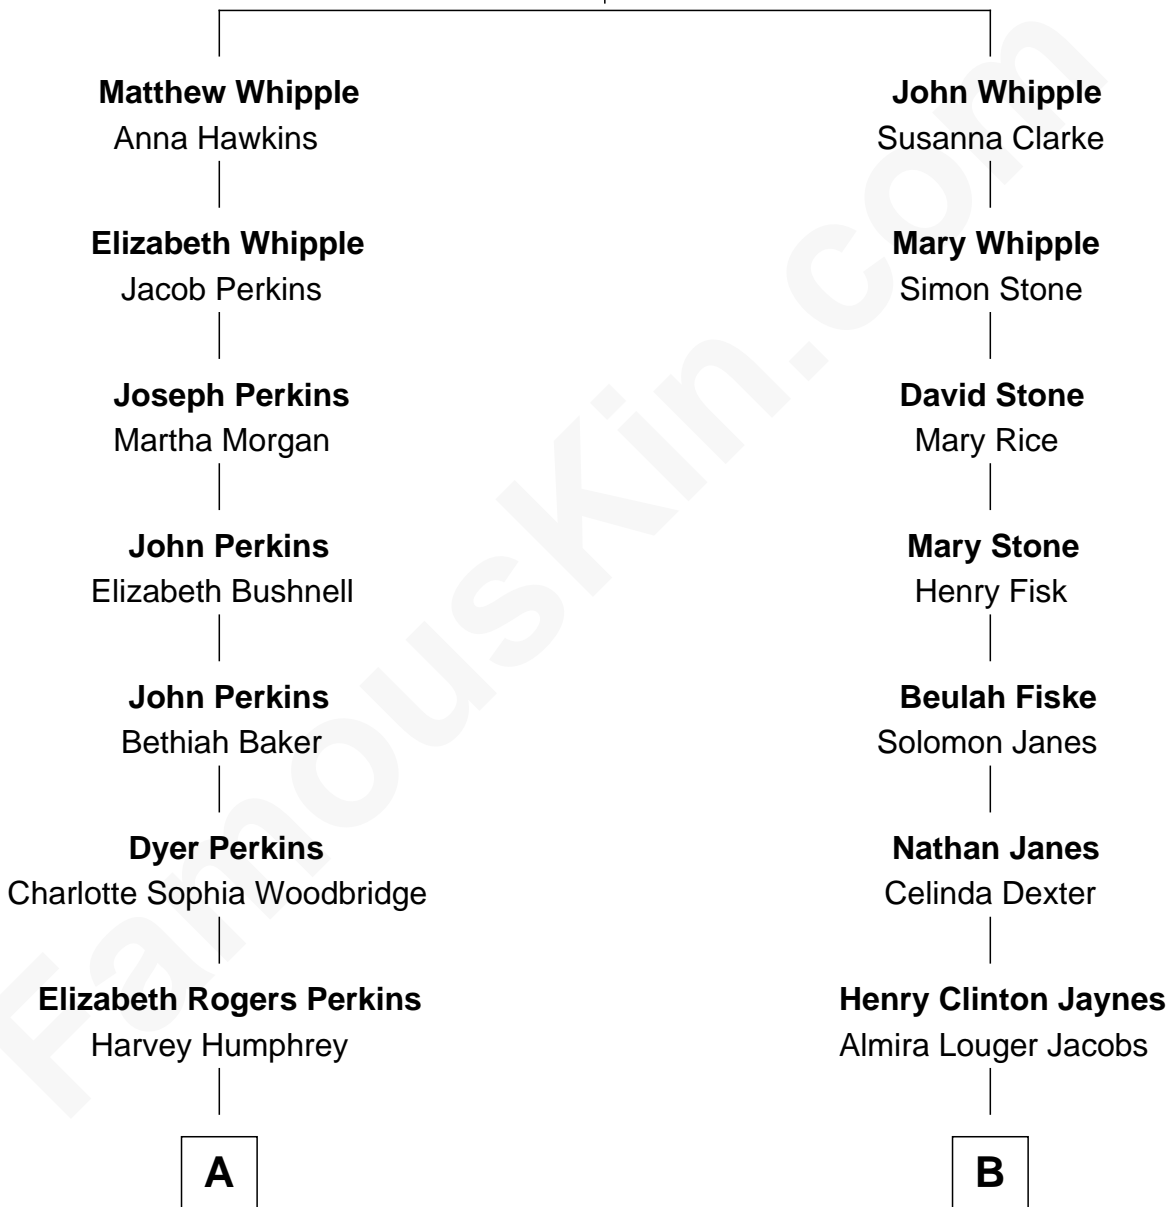 Matthew Whipple
Anna Hawkins
Elizabeth Whipple
Jacob Perkins
Joseph Perkins
Martha Morgan
John Perkins
Elizabeth Bushnell
John Perkins
Bethiah Baker
Dyer Perkins
Charlotte Sophia Woodbridge
Elizabeth Rogers Perkins
Harvey Humphrey
A
John Whipple
Susanna Clarke
Mary Whipple
Simon Stone
David Stone
Mary Rice
Mary Stone
Henry Fisk
Beulah Fiske
Solomon Janes
Nathan Janes
Celinda Dexter
Henry Clinton Jaynes
Almira Louger Jacobs
B
FamousKin.com